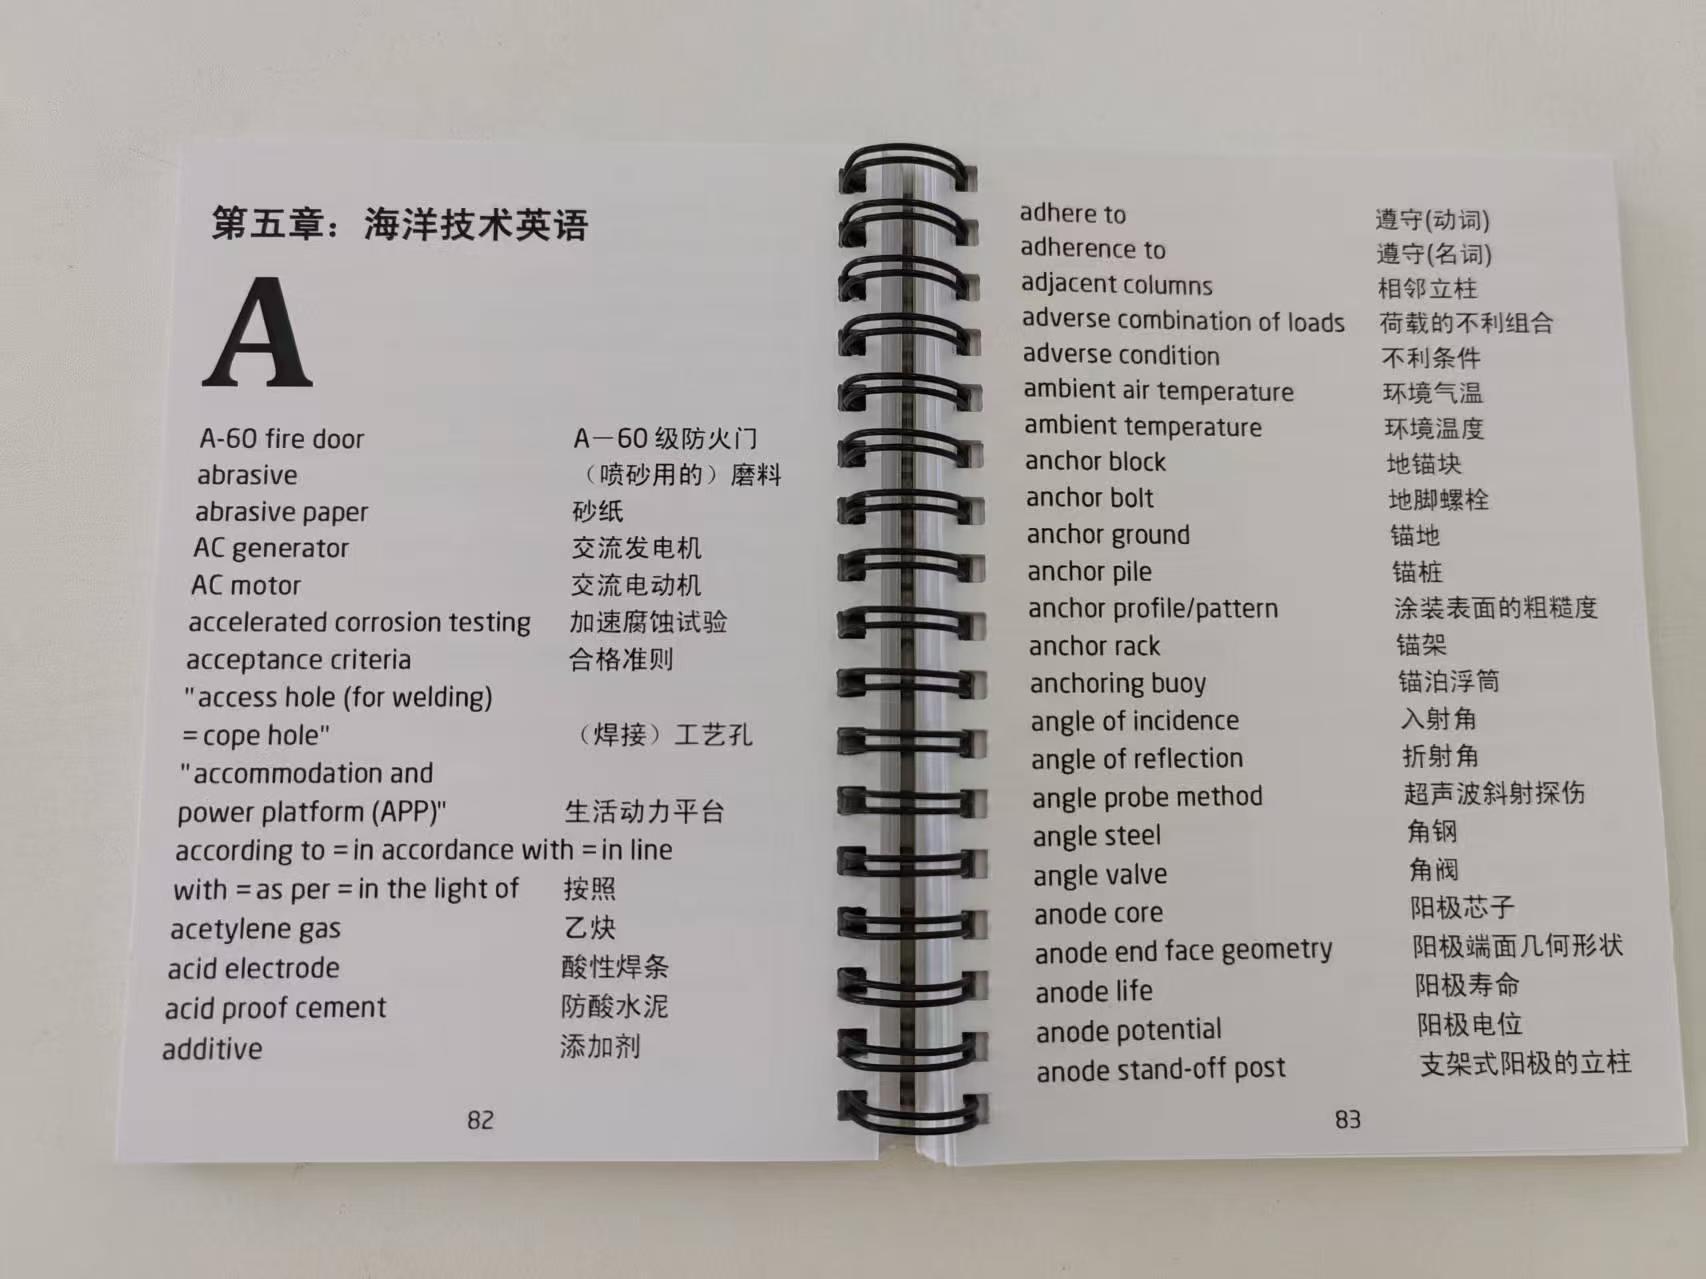 第五章：海洋技术英语
A
A-60 fire door A—60 级防火门
abrasive （喷砂用的）磨料
abrasive paper 砂纸
AC generator 交流发电机
AC motor 交流电动机
accelerated corrosion testing 加速腐蚀试验
acceptance criteria 合格准则
"access hole (for welding)
=cope hole" （焊接）工艺孔
"accommodation and
power platform (APP)" 生活动力平台
according to =in accordance with =in line
with =as per =in the light of 按照
acetylene gas 乙炔
acid electrode 酸性焊条
acid proof cement 防酸水泥
additive 添加剂
82
adhere to 遵守(动词)
adherence to 遵守(名词)
adjacent columns 相邻立柱
adverse combination of loads 荷载的不利组合
adverse condition 不利条件
ambient air temperature 环境气温
ambient temperature 环境温度
anchor block 地锚块
anchor bolt 地脚螺栓
anchor ground 锚地
anchor pile 锚桩
anchor profile/pattern 涂装表面的粗糙度
anchor rack 锚架
anchoring buoy 锚泊浮筒
angle of incidence 入射角
angle of reflection 折射角
angle probe method 超声波斜射探伤
angle steel 角钢
angle valve 角阀
anode core 阳极芯子
anode end face geometry 阳极端面几何形状
anode life 阳极寿命
anode potential 阳极电位
anode stand-off post 支架式阳极的立柱
83